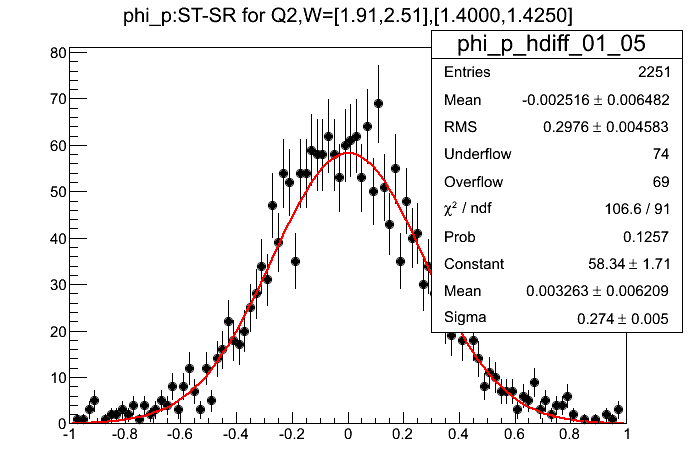 phi_p:ST-SR for Q2,W=[1.91,2.51],[1.4000,1.4250]
phi_p_hdiff_01_05
Entries 2251
Mean -0.002516 ± 0.006482
RMS 0.2976 ± 0.004583
Underflow 74
Overflow 69
χ² / ndf 106.6 / 91
Prob 0.1257
Constant 58.34 ± 1.71
Mean 0.003263 ± 0.006209
Sigma 0.274 ± 0.005
80
70
60
50
40
30
20
10
0
-1 -0.8 -0.6 -0.4 -0.2 0 0.2 0.4 0.6 0.8 1